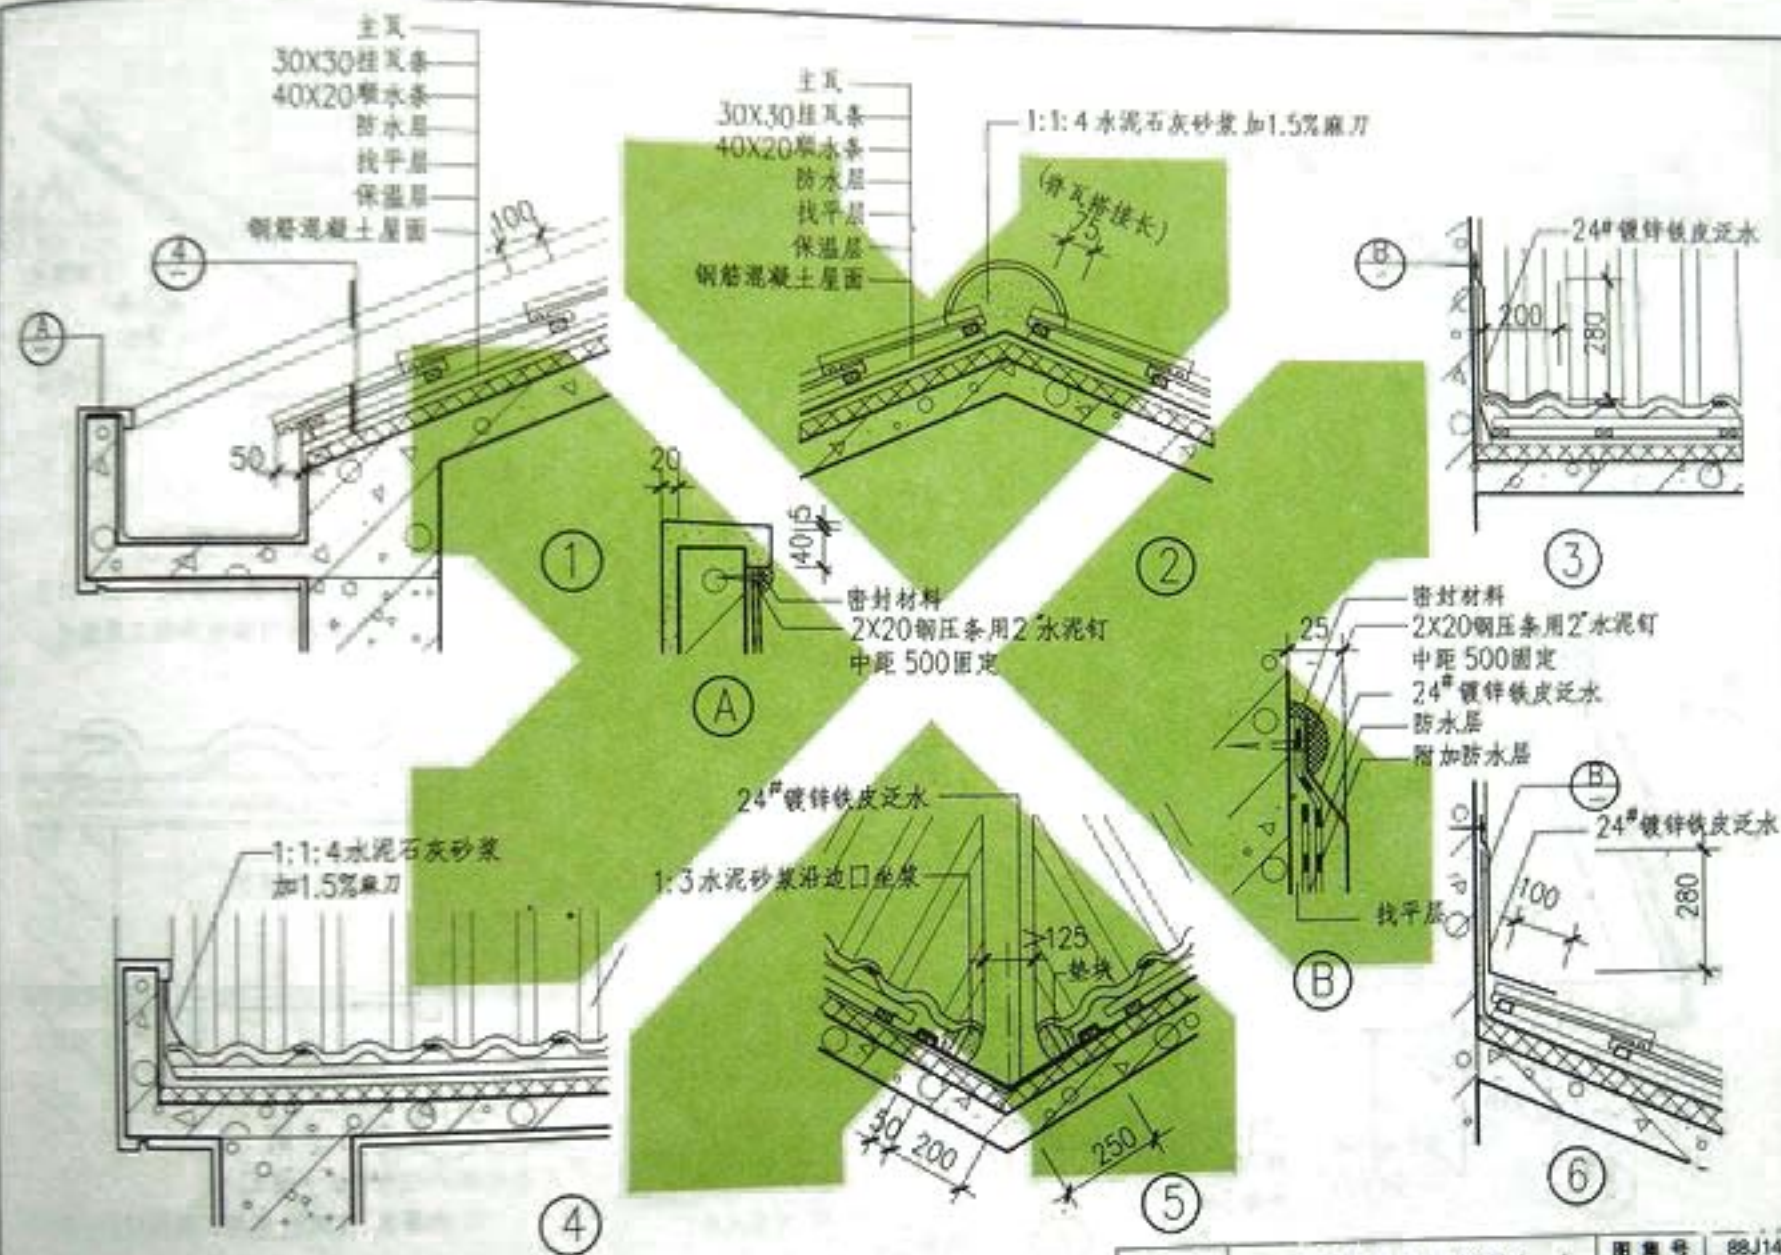 主瓦
30X30挂瓦条
40X20顺水条
防水层
找平层
保温层
钢筋混凝土屋面
100
4
A
50
1
主瓦
30X30挂瓦条
40X20顺水条
防水层
找平层
保温层
钢筋混凝土屋面
1:1:4水泥石灰砂浆加1.5%麻刀
(脊瓦搭接长)
75
2
B
24#镀锌铁皮泛水
200
280
3
20
5
40
密封材料
2X20钢压条用2"水泥钉
中距500固定
A
25
密封材料
2X20钢压条用2"水泥钉
中距500固定
24#镀锌铁皮泛水
防水层
附加防水层
找平层
B
1:1:4水泥石灰砂浆
加1.5%麻刀
4
24#镀锌铁皮泛水
1:3水泥砂浆沿边口坐浆
≥125
垫块
50
200
250
5
B
24#镀锌铁皮泛水
100
280
6
图集号
88J14